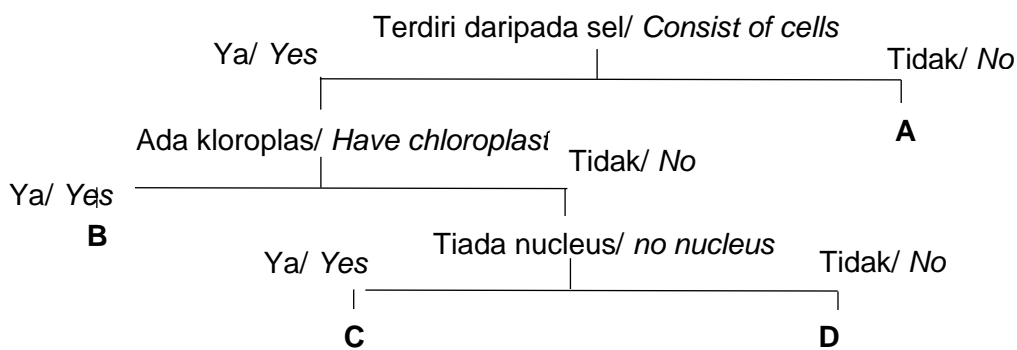 Terdiri daripada sel/ Consist of cells
Ya/ Yes
Tidak/ No
A
Ada kloroplas/ Have chloroplast
Tidak/ No
Ya/ Yes
B
Tiada nucleus/ no nucleus
Ya/ Yes
Tidak/ No
C
D